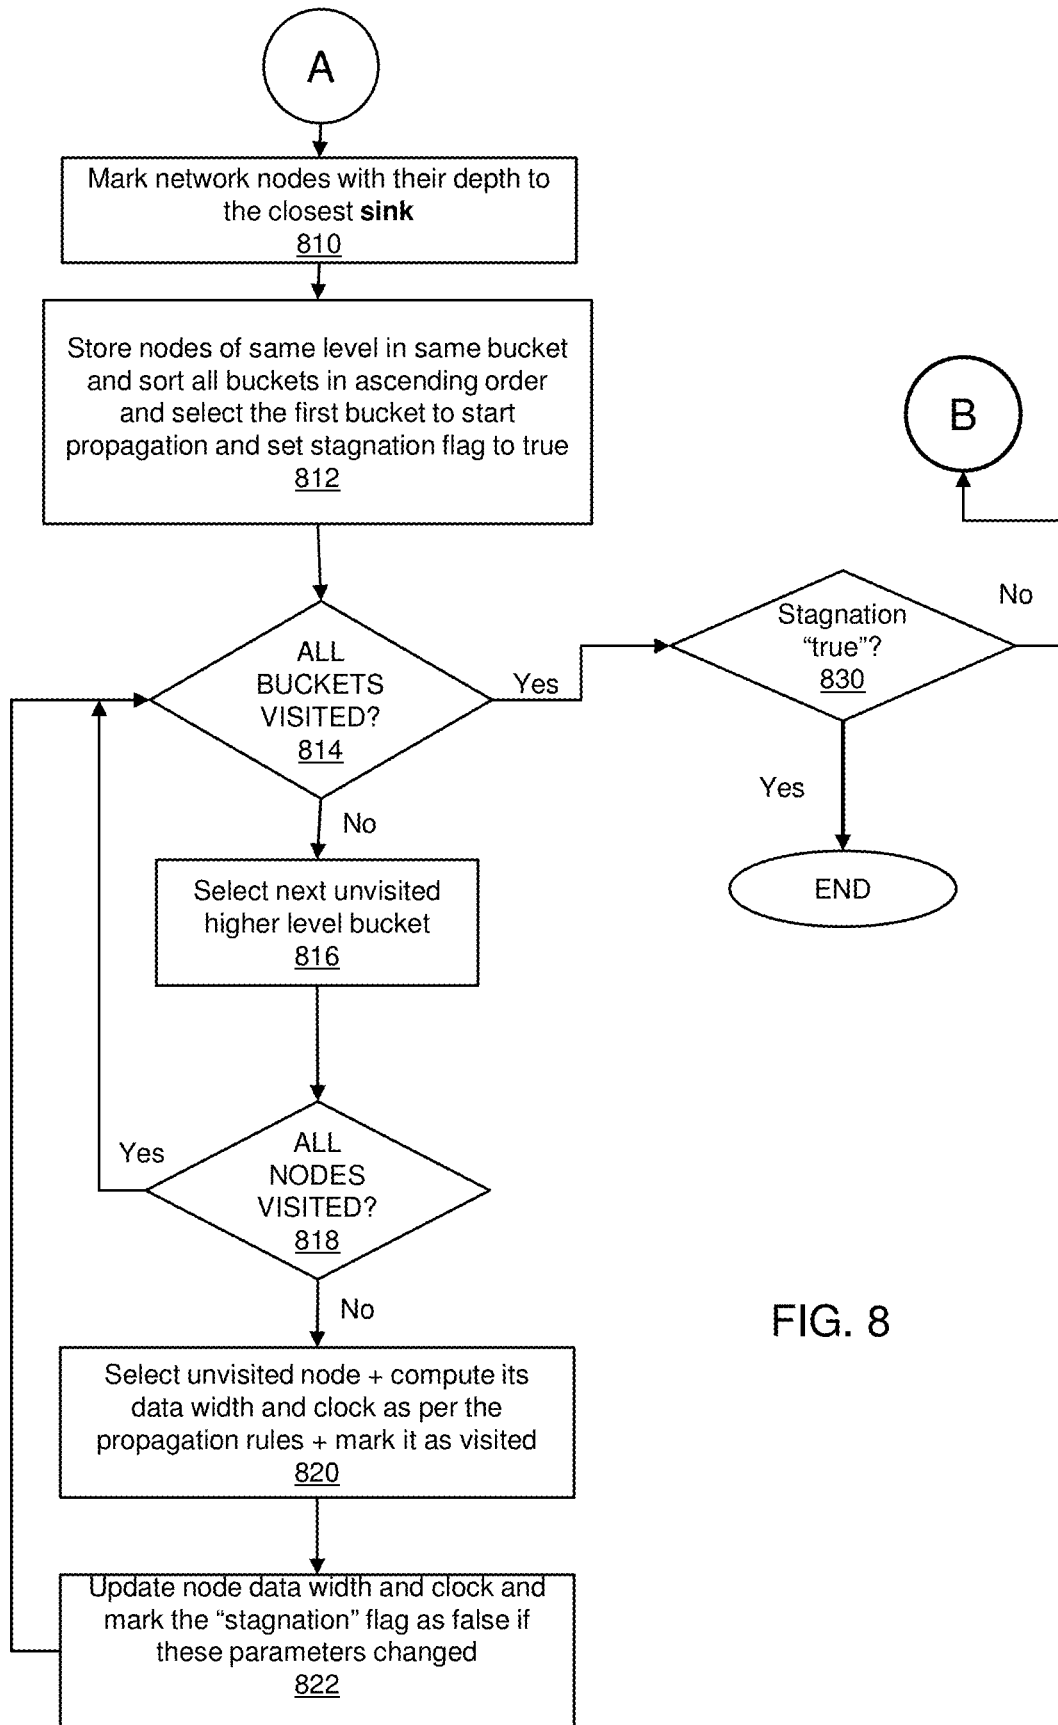 A
Mark network nodes with their depth to
the closest sink
810
Store nodes of same level in same bucket
and sort all buckets in ascending order
and select the first bucket to start
propagation and set stagnation flag to true
812
B
ALL
BUCKETS
VISITED?
814
Yes
No
Stagnation
“true”?
830
No
Yes
END
Select next unvisited
higher level bucket
816
ALL
NODES
VISITED?
818
Yes
No
Select unvisited node + compute its
data width and clock as per the
propagation rules + mark it as visited
820
Update node data width and clock and
mark the “stagnation” flag as false if
these parameters changed
822
FIG. 8